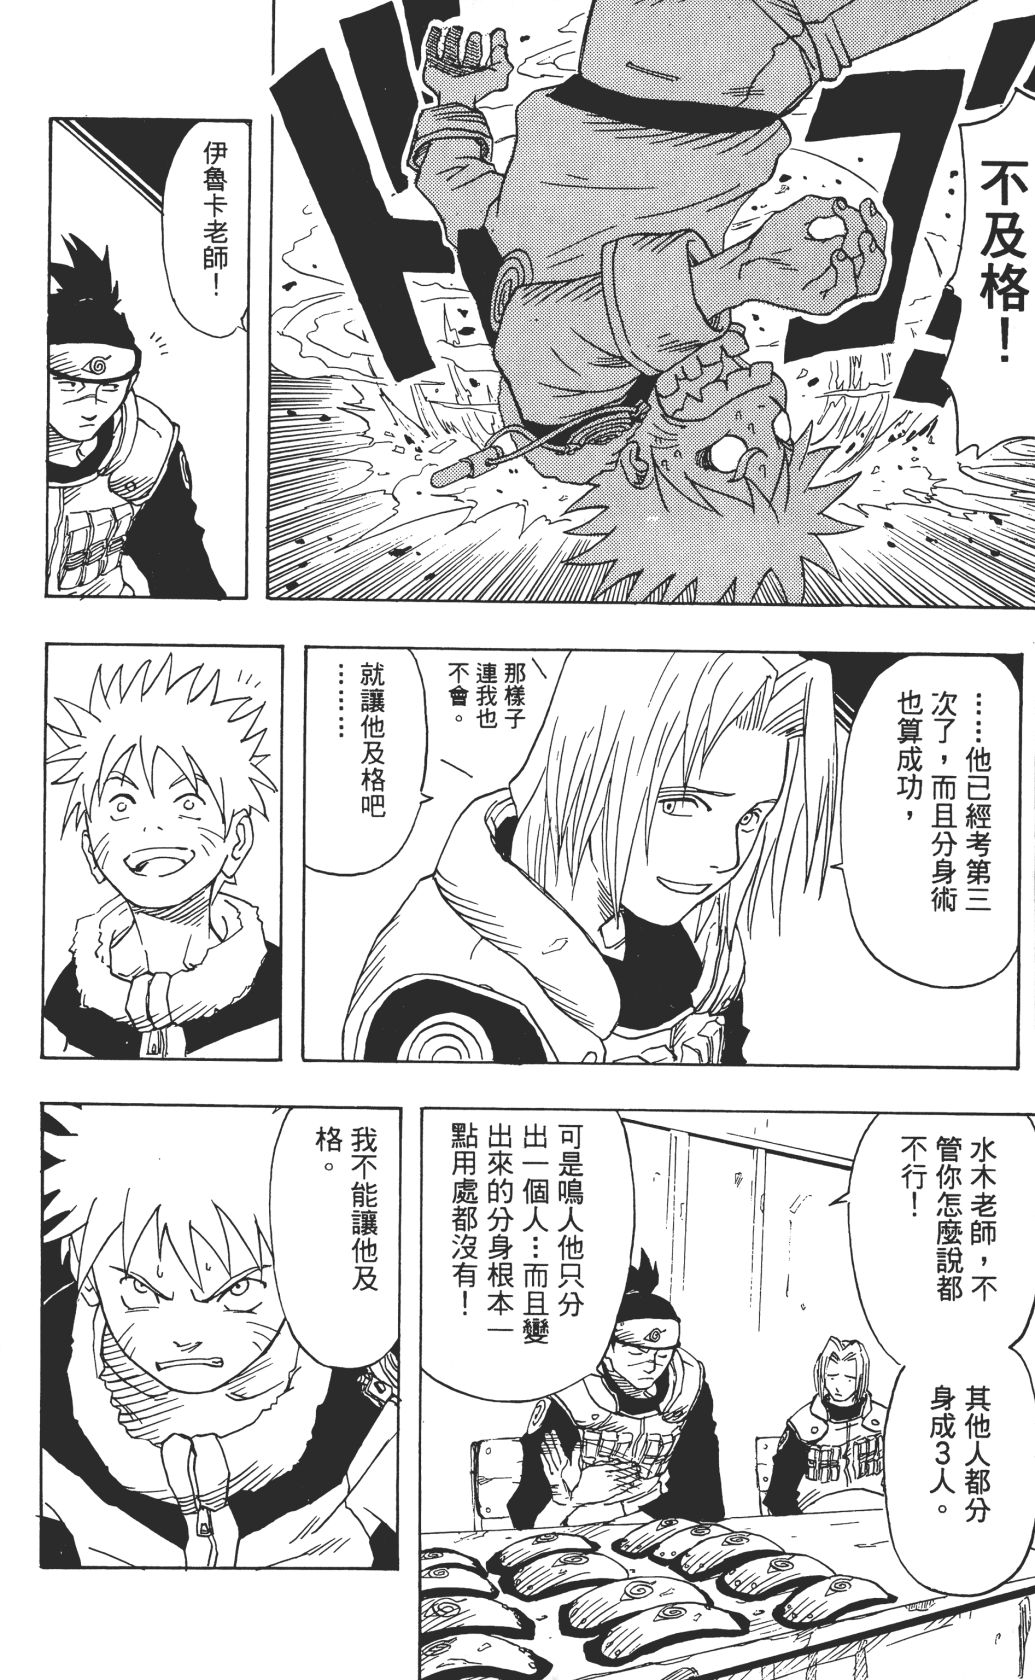 不及格！
ドコ
伊魯卡老師！
……他已經考第三
次了，而且分身術
也算成功，
那樣子
連我也
不會。
就讓他及格吧
………
水木老師，不
管你怎麼說都
不行！
其他人都分
身成3人。
可是鳴人他只分
出一個人…而且變
出來的分身根本一
點用處都沒有！
我不能讓他及
格。